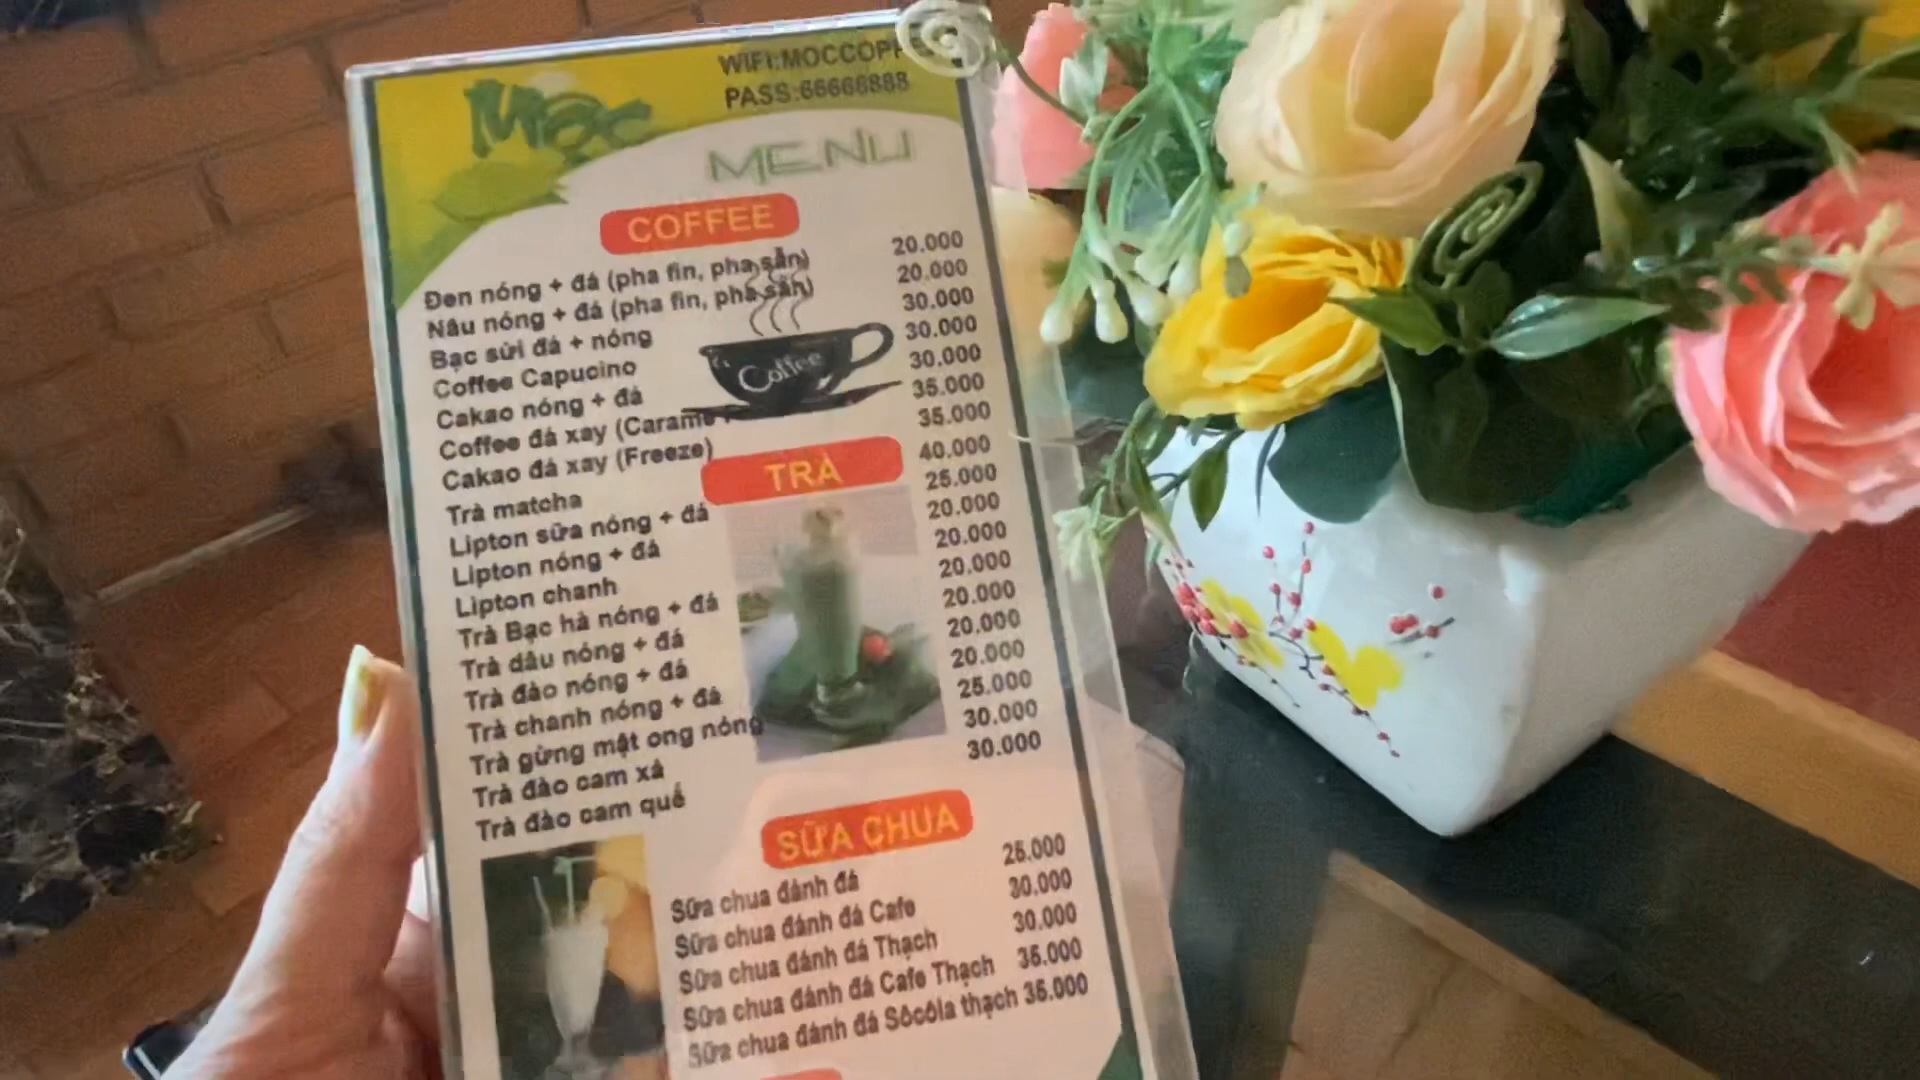 Mộc
WIFI:MOCCOFF
PASS:66666888
MENU
COFFEE
Đen nóng + đá (pha fin, pha sẵn) 20.000
Nâu nóng + đá (pha fin, pha sẵn) 20.000
Bạc sửi đá + nóng 30.000
Coffee Capucino 30.000
Cakao nóng + đá 30.000
Coffee đá xay (Carame 35.000
Cakao đá xay (Freeze) 35.000
Coffee
TRÀ
Trà matcha 40.000
Lipton sữa nóng + đá 25.000
Lipton nóng + đá 20.000
Lipton chanh 20.000
Trà Bạc hà nóng + đá 20.000
Trà dâu nóng + đá 20.000
Trà đào nóng + đá 20.000
Trà chanh nóng + đá 20.000
Trà gừng mật ong nóng 25.000
Trà đào cam xả 30.000
Trà đào cam quế 30.000
SỮA CHUA
Sữa chua đánh đá 25.000
Sữa chua đánh đá Cafe 30.000
Sữa chua đánh đá Thạch 30.000
Sữa chua đánh đá Cafe Thạch 35.000
Sữa chua đánh đá Sôcôla thạch 35.000